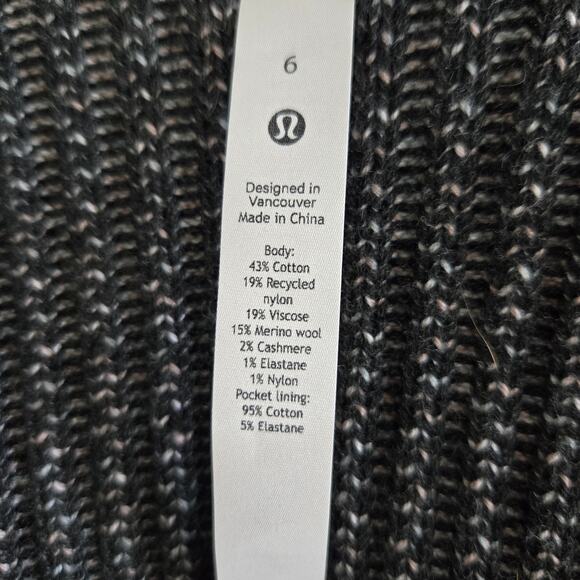 6
Designed in
Vancouver
Made in China
Body:
43% Cotton
19% Recycled
nylon
19% Viscose
15% Merino wool
2% Cashmere
1% Elastane
1% Nylon
Pocket lining:
95% Cotton
5% Elastane